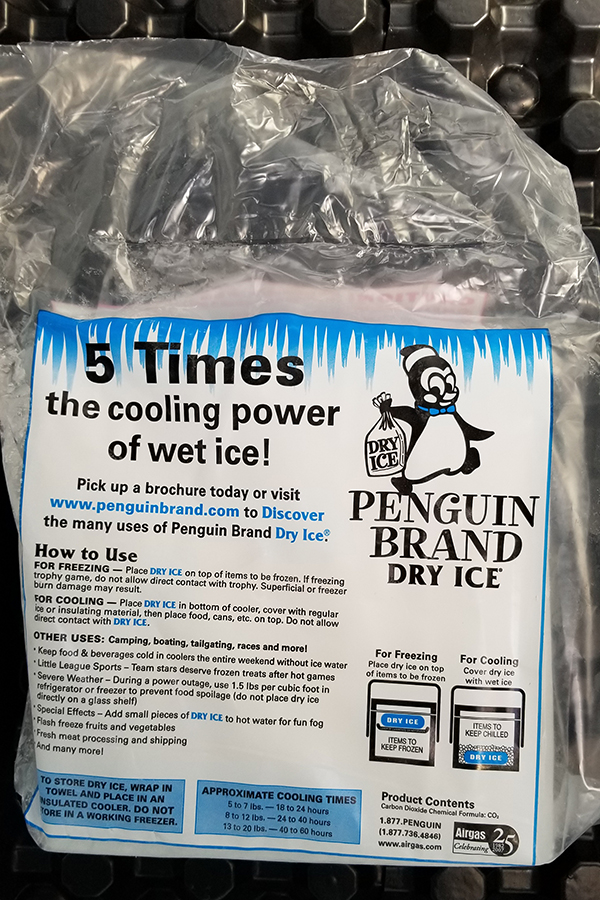 5 Times
the cooling power
of wet ice!
Pick up a brochure today or visit
www.penguinbrand.com to Discover
the many uses of Penguin Brand Dry Ice®
DRY
ICE
PENGUIN
BRAND
DRY ICE
How to Use
FOR FREEZING — Place DRY ICE on top of items to be frozen. If freezing
trophy game, do not allow direct contact with trophy. Superficial or freezer
burn damage may result.
FOR COOLING — Place DRY ICE in bottom of cooler, cover with regular
ice or insulating material, then place food, cans, etc. on top. Do not allow
direct contact with DRY ICE.
OTHER USES: Camping, boating, tailgating, races and more!
• Keep food & beverages cold in coolers the entire weekend without ice water
• Little League Sports – Team stars deserve frozen treats after hot games
• Severe Weather – During a power outage, use 1.5 lbs per cubic foot in
refrigerator or freezer to prevent food spoilage (do not place dry ice
directly on a glass shelf)
• Special Effects – Add small pieces of DRY ICE to hot water for fun fog
Flash freeze fruits and vegetables
Fresh meat processing and shipping
And many more!
For Freezing
Place dry ice on top
of items to be frozen
DRY ICE
ITEMS TO
KEEP FROZEN
For Cooling
Cover dry ice
with wet ice
ITEMS TO
KEEP CHILLED
DRY ICE
TO STORE DRY ICE, WRAP IN
TOWEL AND PLACE IN AN
NSULATED COOLER. DO NOT
ORE IN A WORKING FREEZER.
APPROXIMATE COOLING TIMES
5 to 7 lbs. — 18 to 24 hours
8 to 12 lbs. — 24 to 40 hours
13 to 20 lbs. — 40 to 60 hours
Product Contents
Carbon Dioxide Chemical Formula: CO₂
1.877.PENGUIN
(1.877.736.4846)
www.airgas.com
Airgas
Celebrating
25